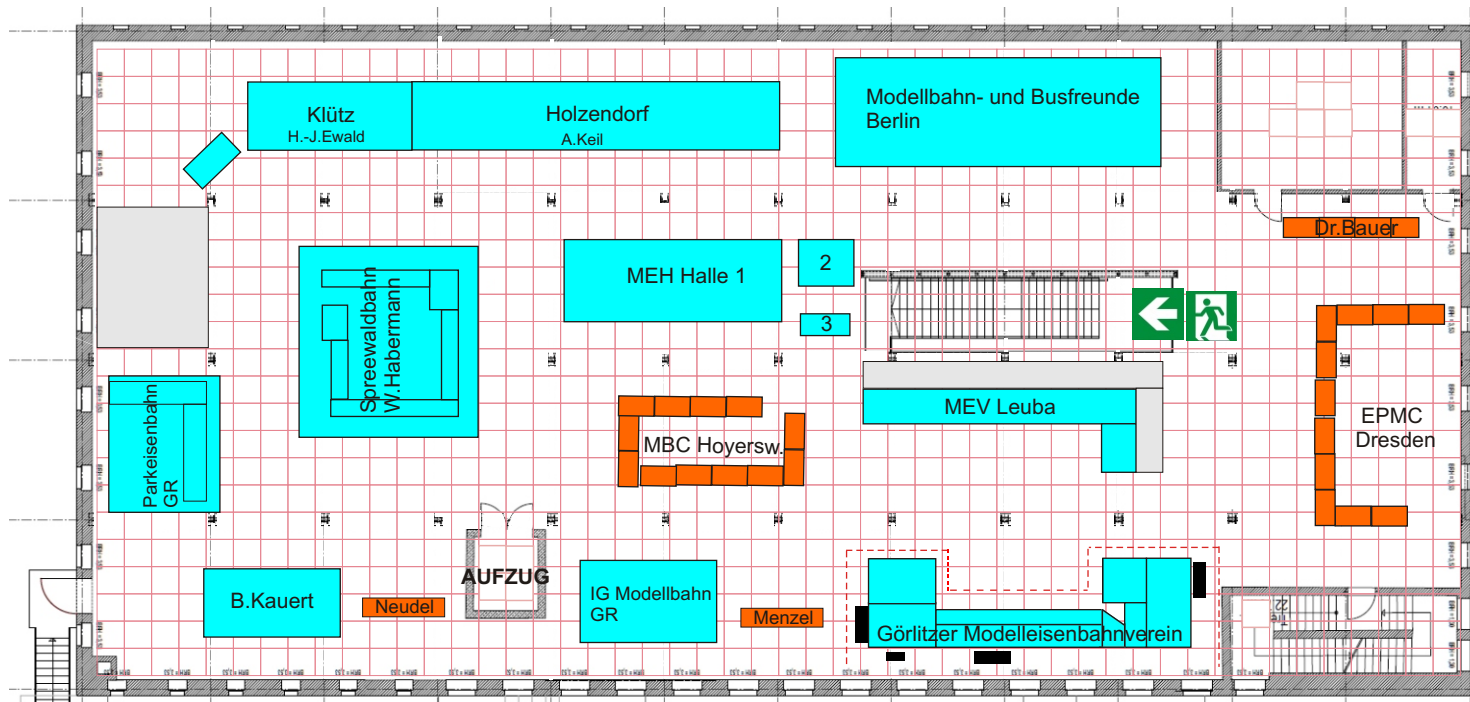 Klütz
H.-J.Ewald
Holzendorf
A.Keil
Modellbahn- und Busfreunde
Berlin
Dr.Bauer
Spreewaldbahn
W.Habermann
MEH Halle 1
2
3
Parkeisenbahn
GR
MBC Hoyersw.
MEV Leuba
EPMC
Dresden
AUFZUG
B.Kauert
Neudel
IG Modellbahn
GR
Menzel
Görlitzer Modelleisenbahnverein